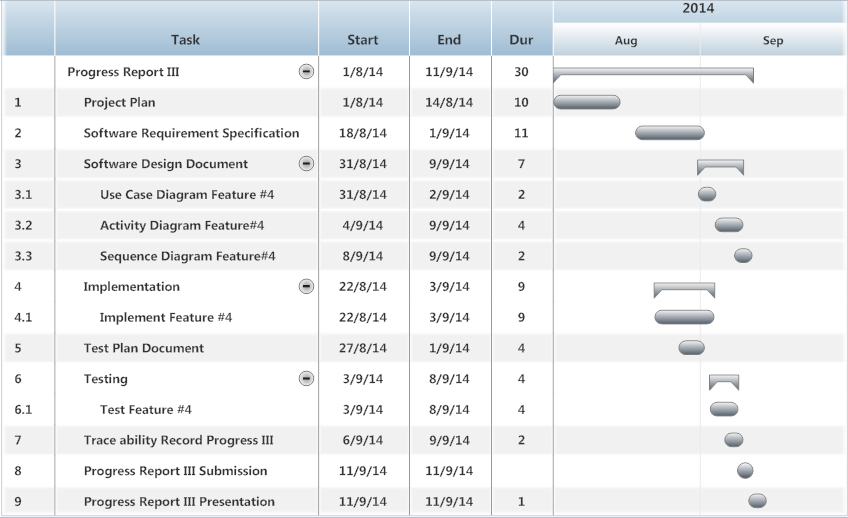 2014
Task Start End Dur Aug Sep
Progress Report III 1/8/14 11/9/14 30
1 Project Plan 1/8/14 14/8/14 10
2 Software Requirement Specification 18/8/14 1/9/14 11
3 Software Design Document 31/8/14 9/9/14 7
3.1 Use Case Diagram Feature #4 31/8/14 2/9/14 2
3.2 Activity Diagram Feature#4 4/9/14 9/9/14 4
3.3 Sequence Diagram Feature#4 8/9/14 9/9/14 2
4 Implementation 22/8/14 3/9/14 9
4.1 Implement Feature #4 22/8/14 3/9/14 9
5 Test Plan Document 27/8/14 1/9/14 4
6 Testing 3/9/14 8/9/14 4
6.1 Test Feature #4 3/9/14 8/9/14 4
7 Trace ability Record Progress III 6/9/14 9/9/14 2
8 Progress Report III Submission 11/9/14 11/9/14
9 Progress Report III Presentation 11/9/14 11/9/14 1